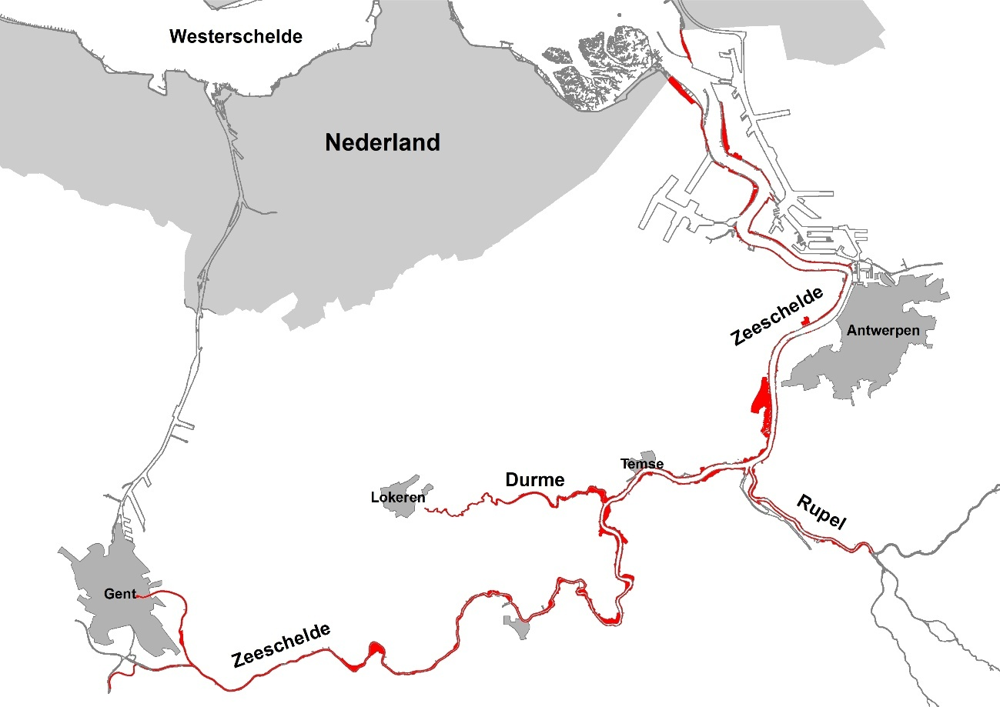 Westerschelde
Nederland
Zeeschelde
Antwerpen
Temse
Durme
Lokeren
Rupel
Gent
Zeeschelde